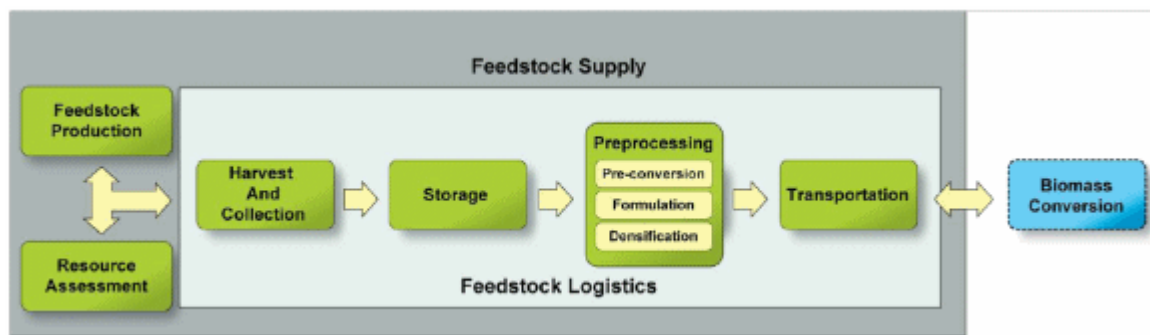 Feedstock Supply
Feedstock
Production
Resource
Assessment
Harvest
And
Collection
Storage
Preprocessing
Pre-conversion
Formulation
Densification
Transportation
Feedstock Logistics
Biomass
Conversion